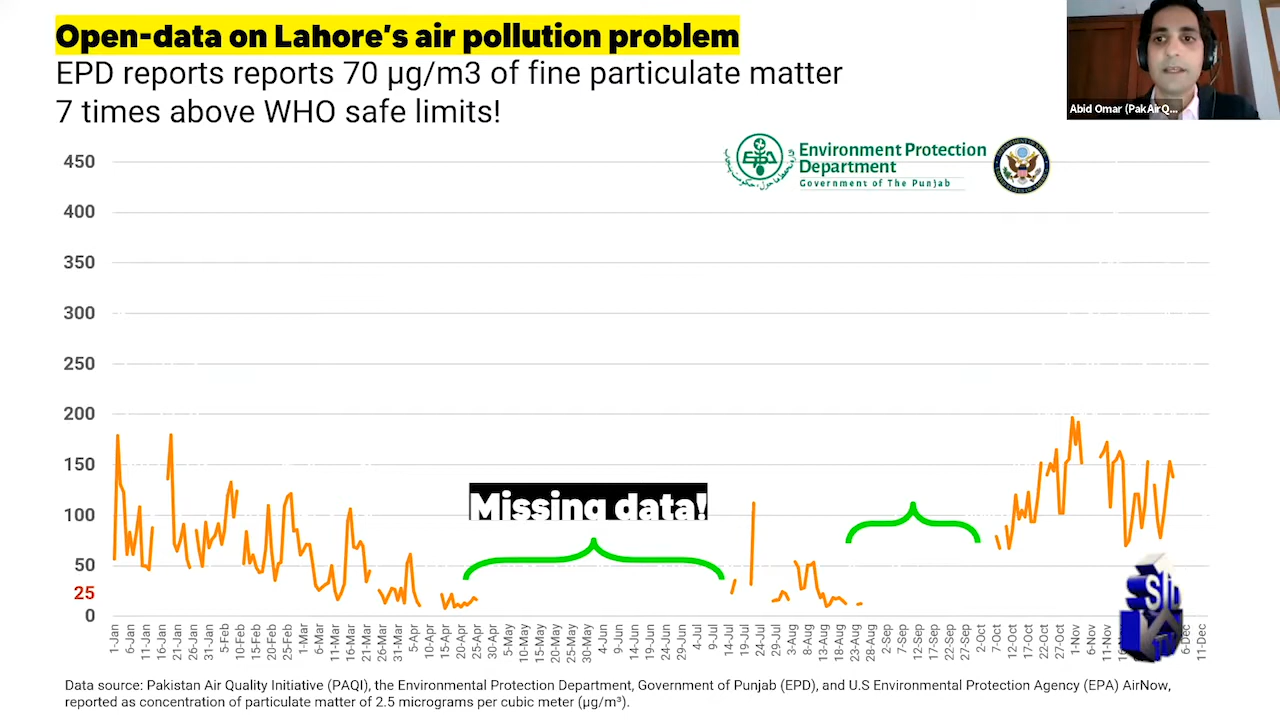 Open-data on Lahore's air pollution problem
EPD reports reports 70 µg/m3 of fine particulate matter
7 times above WHO safe limits!
Abid Omar (PakAirQ...
Environment Protection
Department
Government of The Punjab
450
400
350
300
250
200
150
100
50
25
0
Missing data!
1-Jan
6-Jan
11-Jan
16-Jan
21-Jan
26-Jan
31-Jan
5-Feb
10-Feb
15-Feb
20-Feb
25-Feb
1-Mar
6-Mar
11-Mar
16-Mar
21-Mar
26-Mar
31-Mar
5-Apr
10-Apr
15-Apr
20-Apr
25-Apr
30-Apr
5-May
10-May
15-May
20-May
25-May
30-May
4-Jun
9-Jun
14-Jun
19-Jun
24-Jun
29-Jun
4-Jul
9-Jul
14-Jul
19-Jul
24-Jul
29-Jul
3-Aug
8-Aug
13-Aug
18-Aug
23-Aug
28-Aug
2-Sep
7-Sep
12-Sep
17-Sep
22-Sep
27-Sep
2-Oct
7-Oct
12-Oct
17-Oct
22-Oct
27-Oct
1-Nov
6-Nov
11-Nov
6-Dec
11-Dec
Data source: Pakistan Air Quality Initiative (PAQI), the Environmental Protection Department, Government of Punjab (EPD), and U.S Environmental Protection Agency (EPA) AirNow,
reported as concentration of particulate matter of 2.5 micrograms per cubic meter (µg/m³).